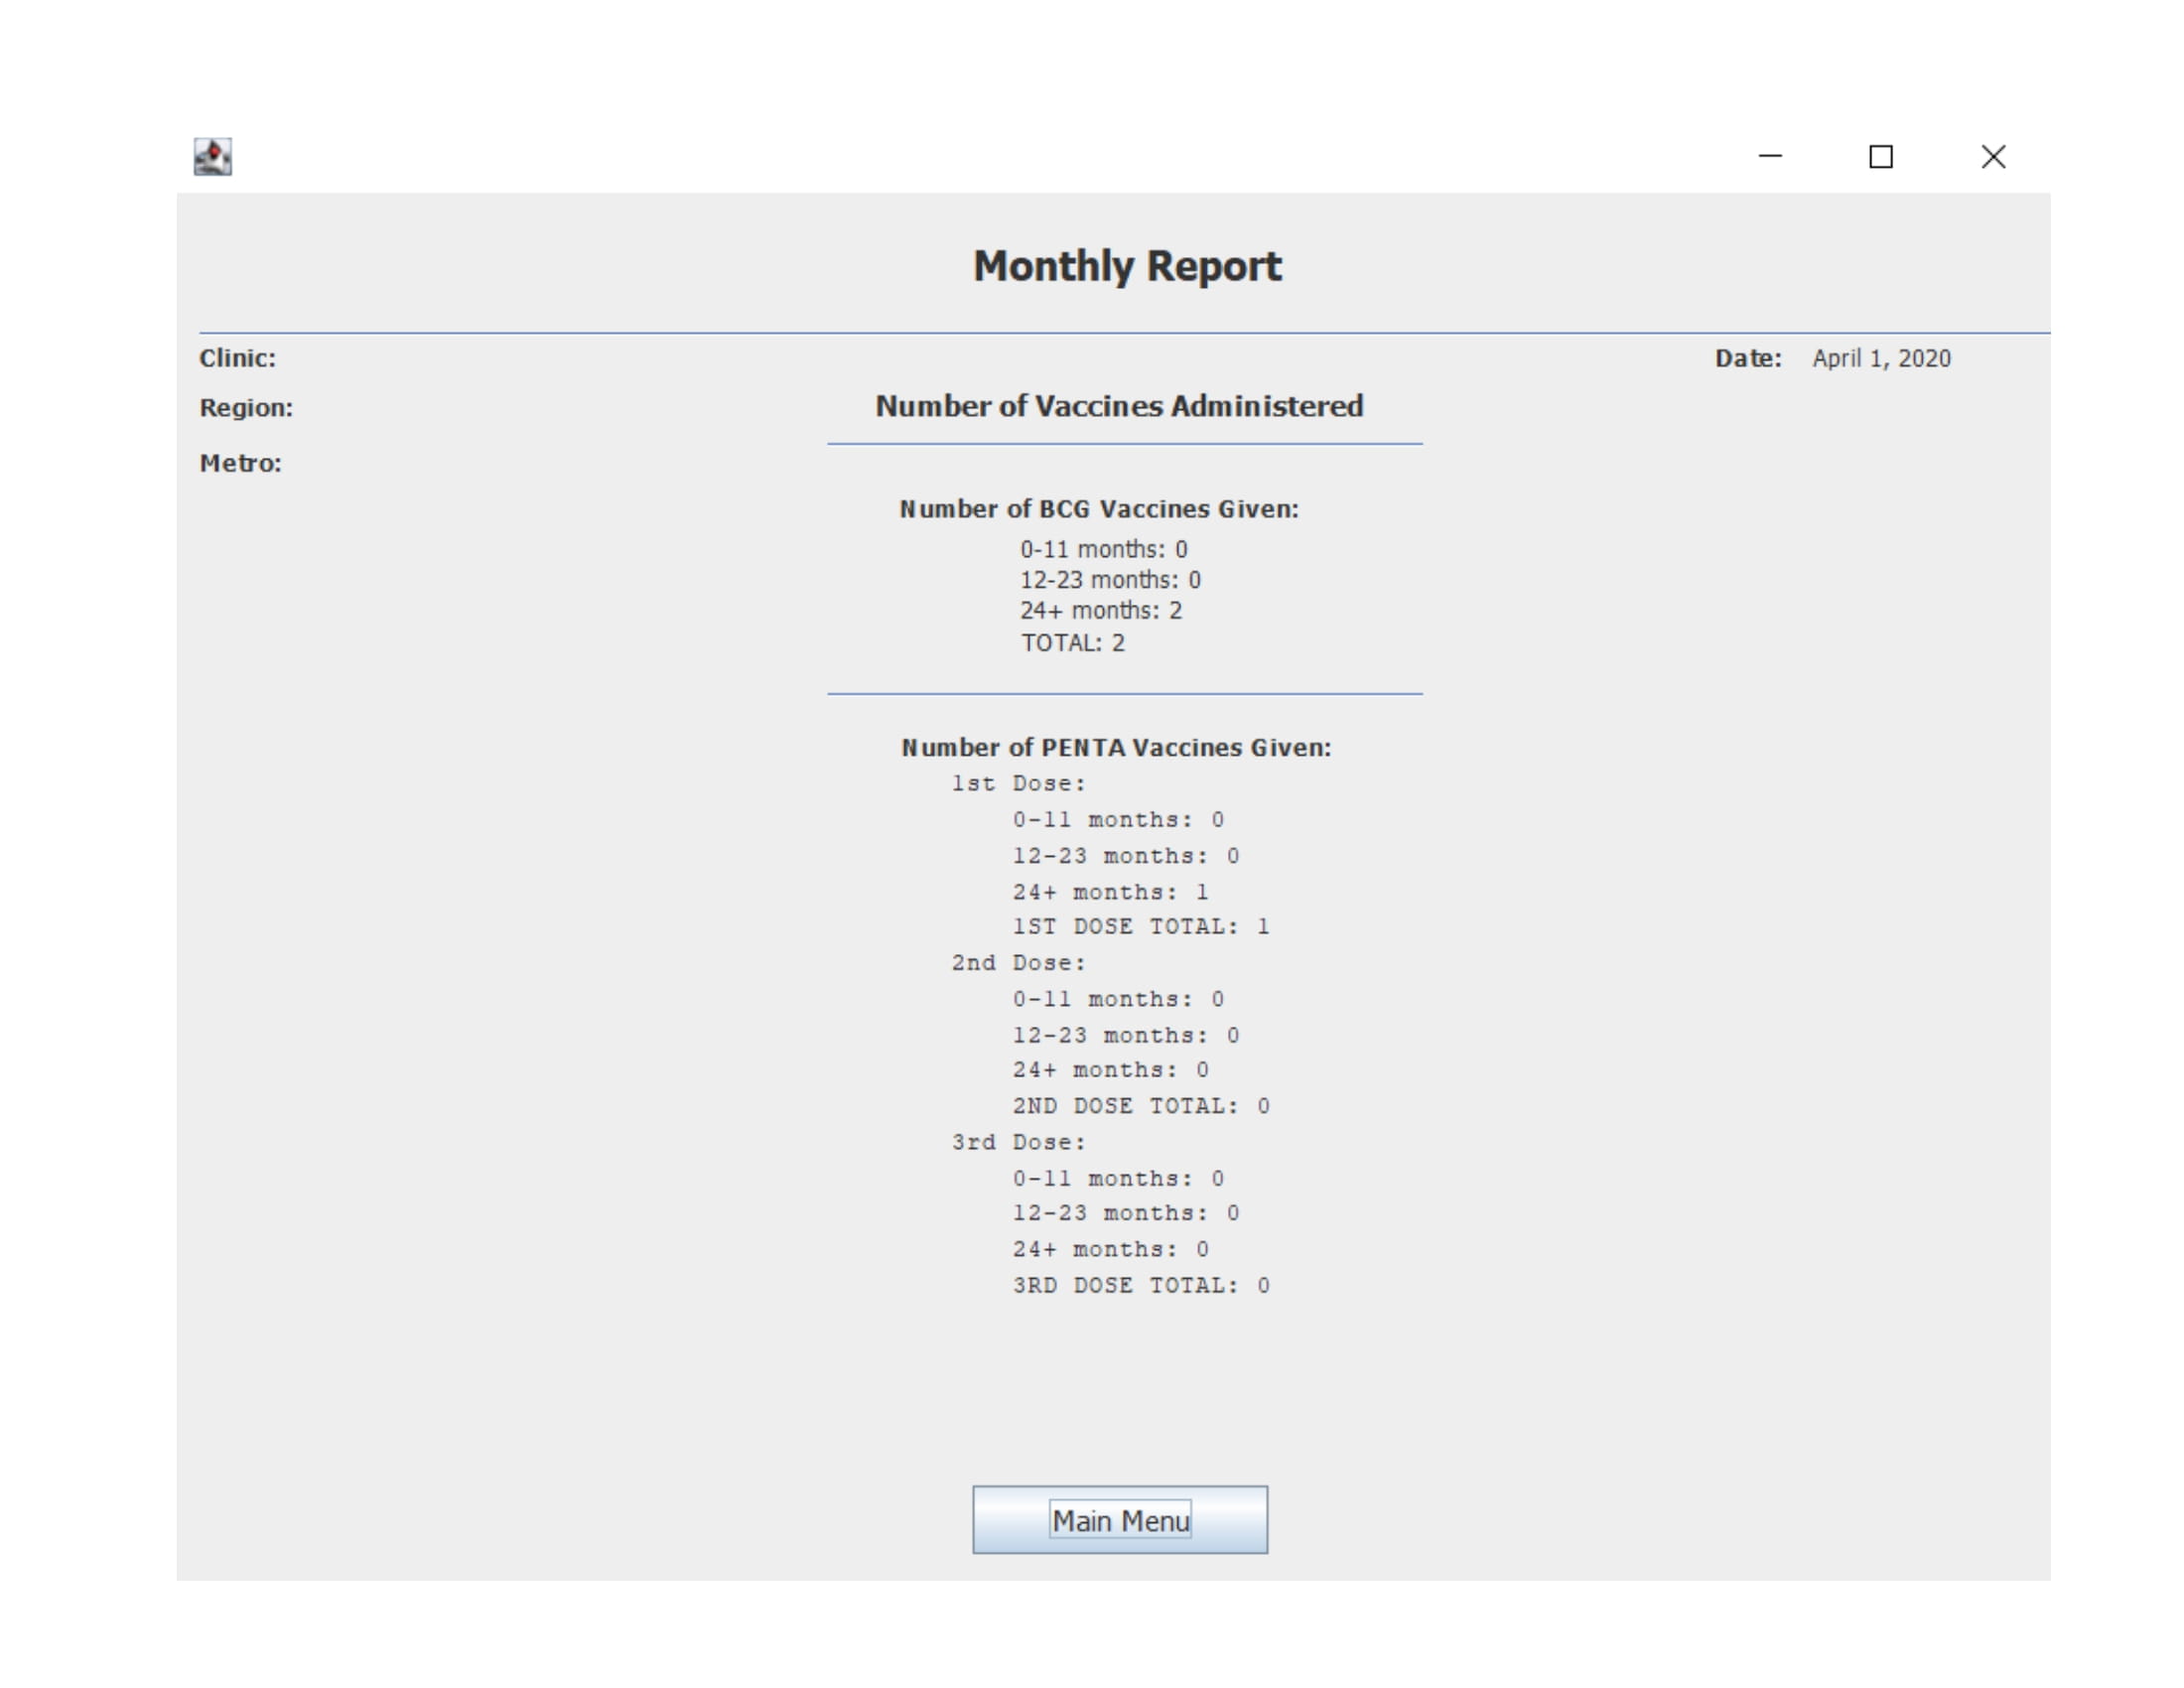 Monthly Report
Clinic:
Date: April 1, 2020
Region:
Number of Vaccines Administered
Metro:
Number of BCG Vaccines Given:
0-11 months: 0
12-23 months: 0
24+ months: 2
TOTAL: 2
Number of PENTA Vaccines Given:
1st Dose:
0-11 months: 0
12-23 months: 0
24+ months: 1
1ST DOSE TOTAL: 1
2nd Dose:
0-11 months: 0
12-23 months: 0
24+ months: 0
2ND DOSE TOTAL: 0
3rd Dose:
0-11 months: 0
12-23 months: 0
24+ months: 0
3RD DOSE TOTAL: 0
Main Menu